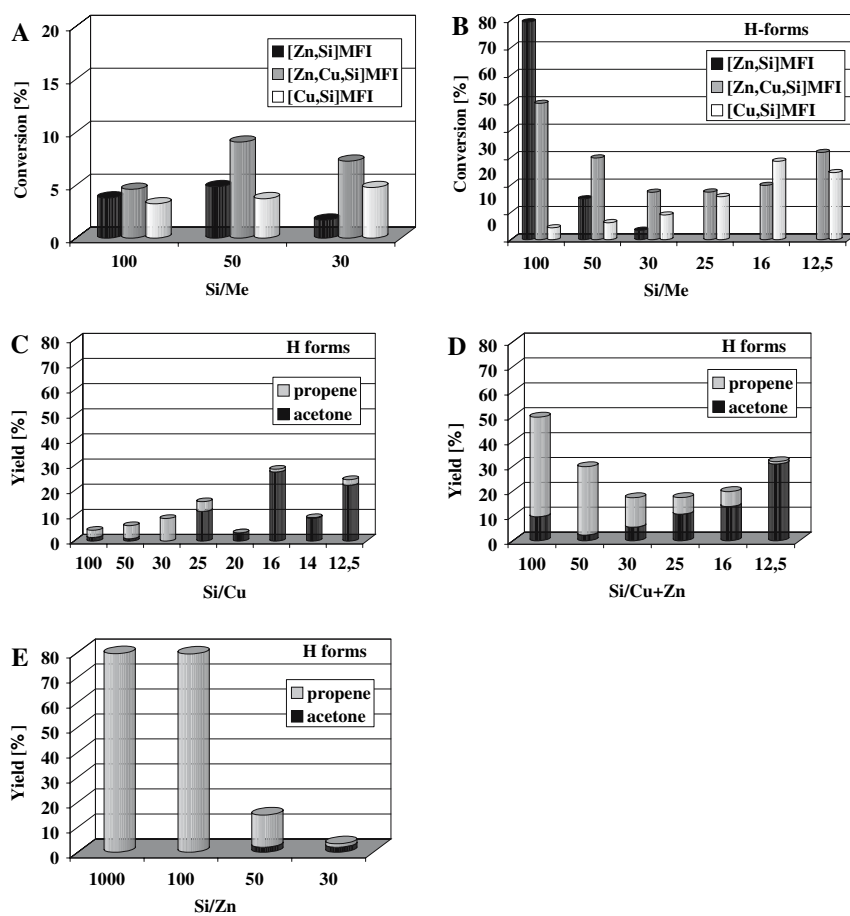 A
20
15
10
5
0
Conversion [%]
[Zn,Si]MFI
[Zn,Cu,Si]MFI
[Cu,Si]MFI
100 50 30
Si/Me
B
H-forms
80
70
60
50
40
30
20
10
0
Conversion [%]
[Zn,Si]MFI
[Zn,Cu,Si]MFI
[Cu,Si]MFI
100 50 30 25 16 12,5
Si/Me
C
H forms
80
70
60
50
40
30
20
10
0
Yield [%]
propene
acetone
100 50 30 25 20 16 14 12,5
Si/Cu
D
H forms
80
70
60
50
40
30
20
10
0
Yield [%]
propene
acetone
100 50 30 25 16 12,5
Si/Cu+Zn
E
H forms
80
70
60
50
40
30
20
10
0
Yield [%]
propene
acetone
1000 100 50 30
Si/Zn